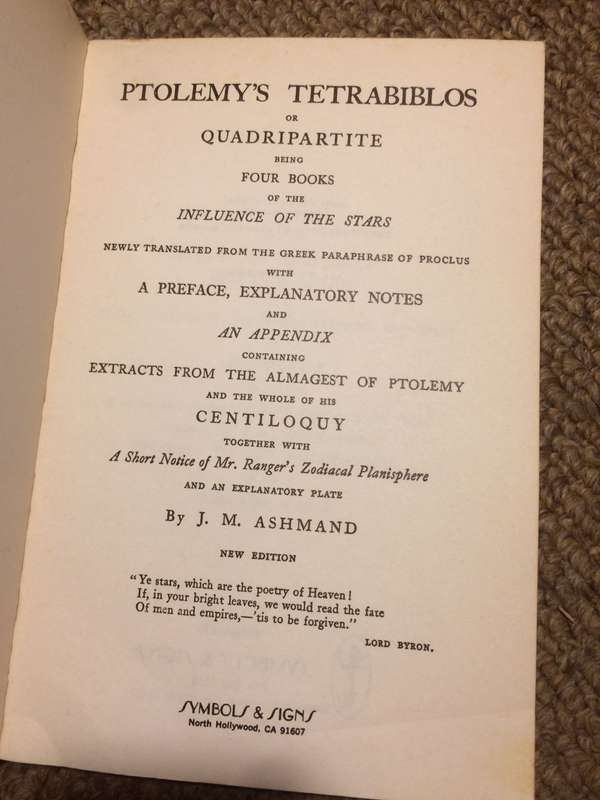 PTOLEMY'S TETRABIBLOS
OR
QUADRIPARTITE
BEING
FOUR BOOKS
OF THE
INFLUENCE OF THE STARS
NEWLY TRANSLATED FROM THE GREEK PARAPHRASE OF PROCLUS
WITH
A PREFACE, EXPLANATORY NOTES
AND
AN APPENDIX
CONTAINING
EXTRACTS FROM THE ALMAGEST OF PTOLEMY
AND THE WHOLE OF HIS
CENTILOQUY
TOGETHER WITH
A Short Notice of Mr. Ranger's Zodiacal Planisphere
AND AN EXPLANATORY PLATE
By J. M. ASHMAND
NEW EDITION
"Ye stars, which are the poetry of Heaven!
If, in your bright leaves, we would read the fate
Of men and empires,—'tis to be forgiven."
LORD BYRON.
SYMBOLS & SIGNS
North Hollywood, CA 91607